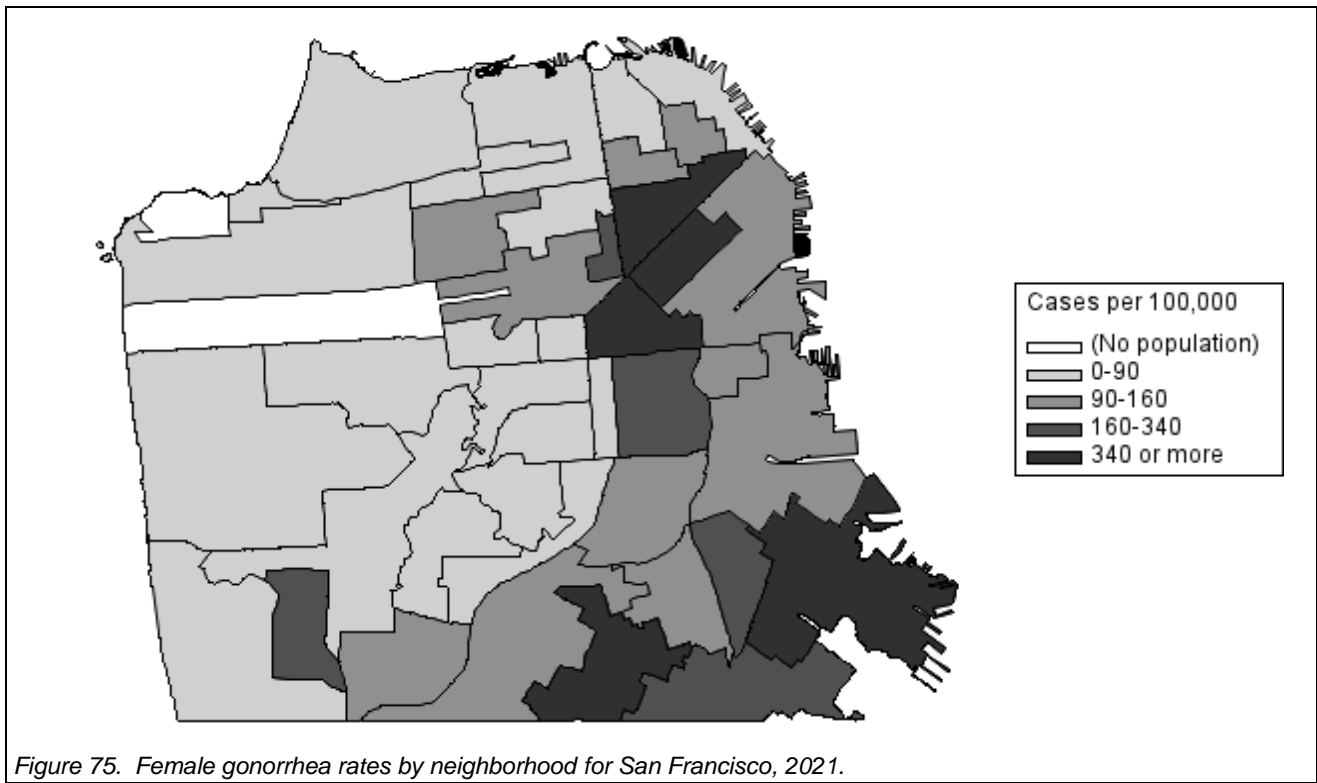 Cases per 100,000
(No population)
0-90
90-160
160-340
340 or more
Figure 75. Female gonorrhea rates by neighborhood for San Francisco, 2021.